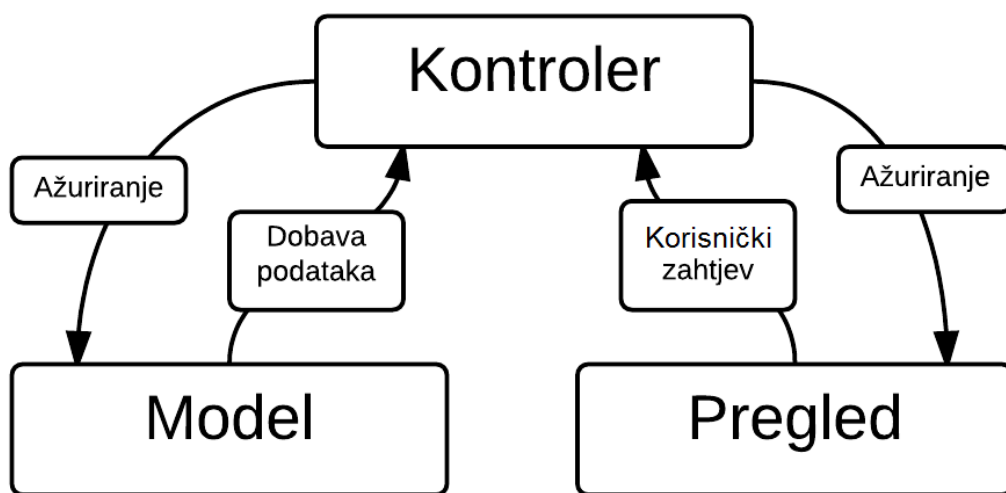 Kontroler
Ažuriranje
Ažuriranje
Dobava
podataka
Korisnički
zahtjev
Model
Pregled